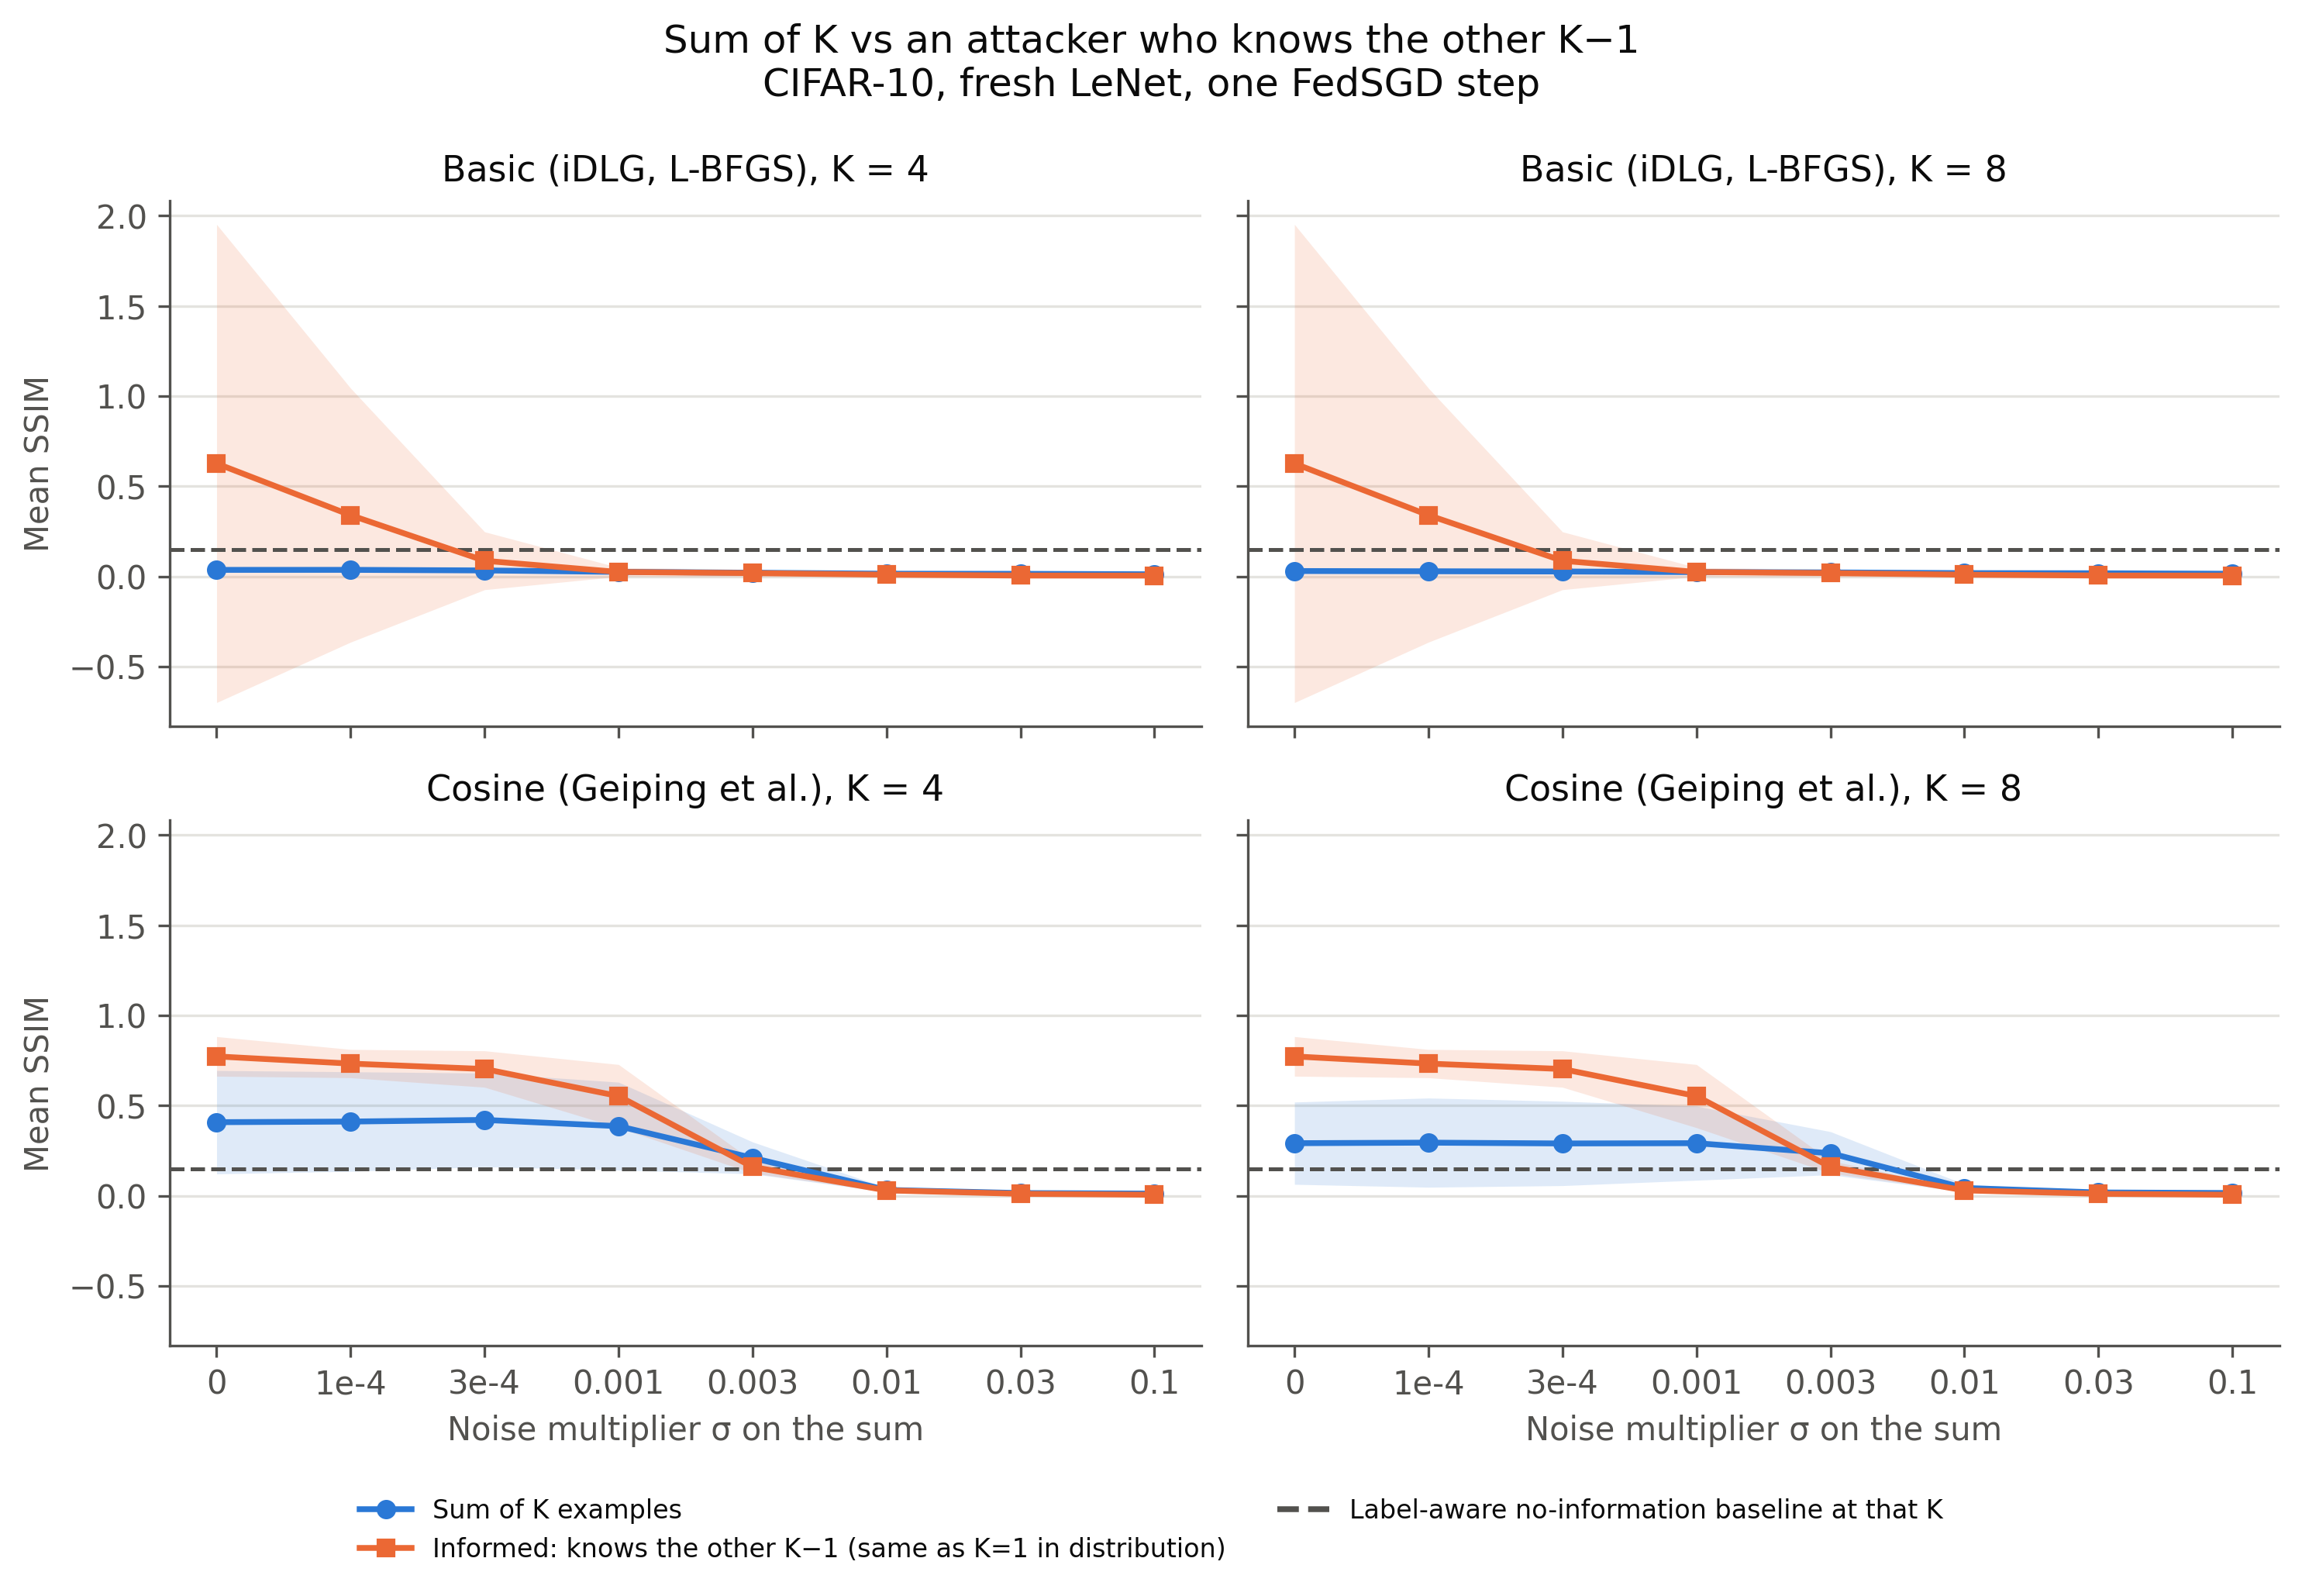 Sum of K vs an attacker who knows the other K−1
CIFAR-10, fresh LeNet, one FedSGD step
Basic (iDLG, L-BFGS), K = 4
Basic (iDLG, L-BFGS), K = 8
2.0
1.5
1.0
0.5
0.0
−0.5
Mean SSIM
Cosine (Geiping et al.), K = 4
Cosine (Geiping et al.), K = 8
2.0
1.5
1.0
0.5
0.0
−0.5
Mean SSIM
0 1e-4 3e-4 0.001 0.003 0.01 0.03 0.1
0 1e-4 3e-4 0.001 0.003 0.01 0.03 0.1
Noise multiplier σ on the sum
Noise multiplier σ on the sum
Sum of K examples
Informed: knows the other K−1 (same as K=1 in distribution)
Label-aware no-information baseline at that K